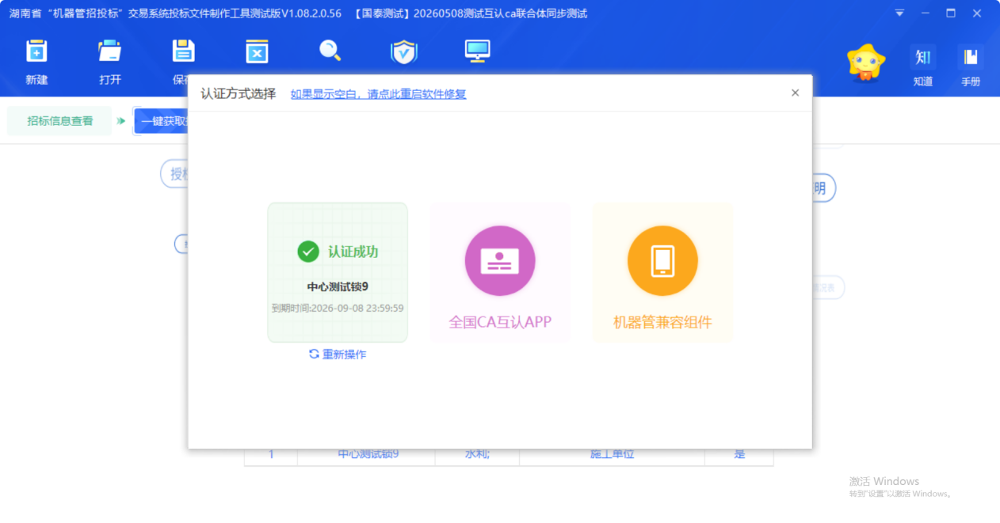 湖南省“机器管招投标”交易系统投标文件制作工具测试版V1.08.2.0.56 【国泰测试】20260508测试互认ca联合体同步测试
新建
打开
知道
手册
认证方式选择
如果显示空白，请点此重启软件修复
招标信息查看
一键获取
明
认证成功
中心测试锁9
到期时间:2026-09-08 23:59:59
重新操作
全国CA互认APP
机器管兼容组件
况表
1
中心测试锁9
水利;
施工单位
是
激活 Windows
转到"设置"以激活 Windows。